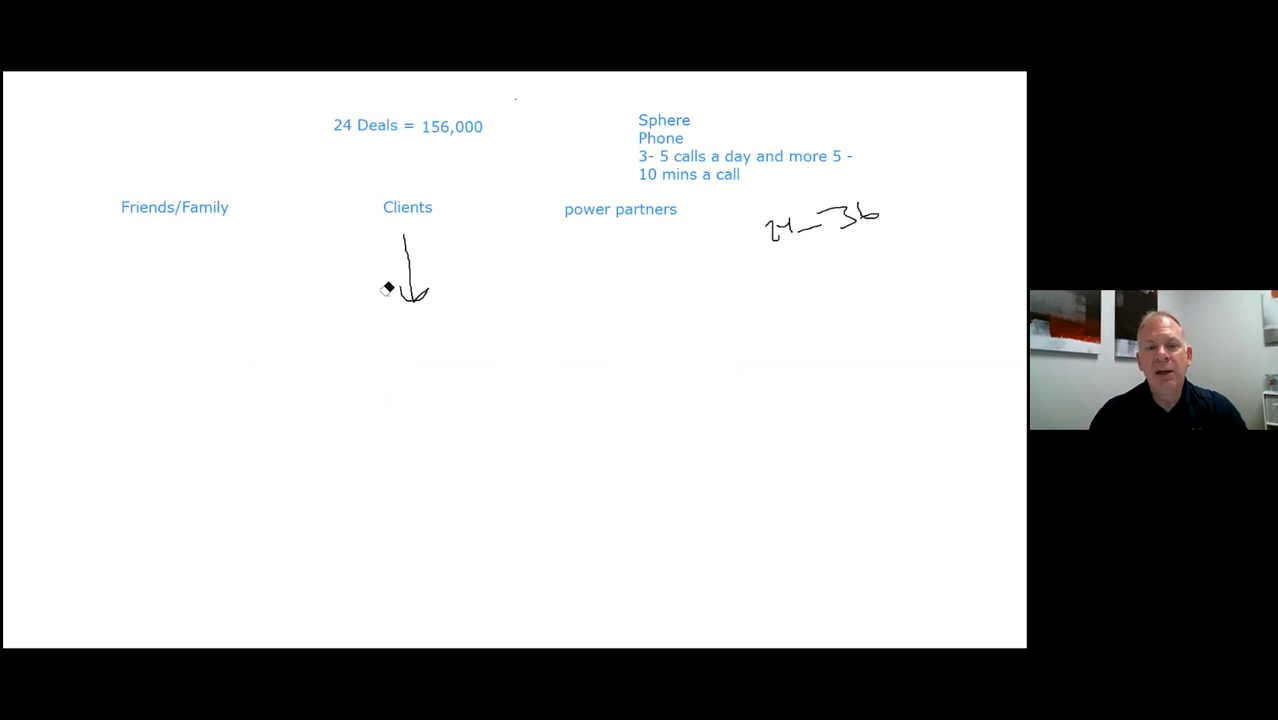 24 Deals = 156,000
Sphere
Phone
3- 5 calls a day and more 5 -
10 mins a call
Friends/Family
Clients
power partners
24-36